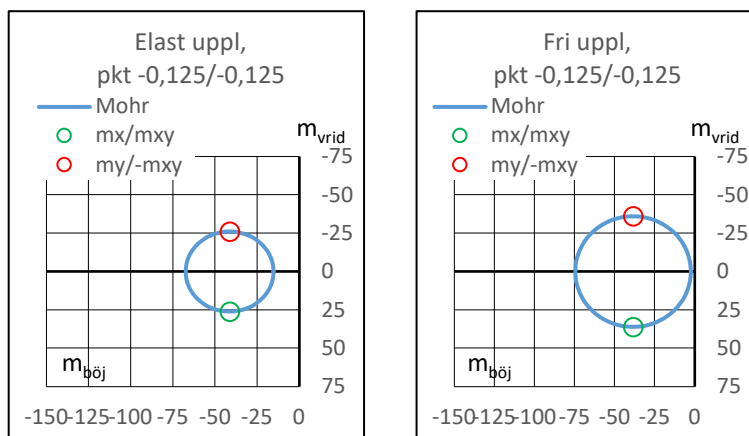 Elast uppl,
pkt -0,125/-0,125
Mohr
mx/mxy
my/-mxy
mvrid
-75
-50
-25
0
25
50
75
mböj
-150 -125 -100 -75 -50 -25 0
Fri uppl,
pkt -0,125/-0,125
Mohr
mx/mxy
my/-mxy
mvrid
-75
-50
-25
0
25
50
75
mböj
-150 -125 -100 -75 -50 -25 0